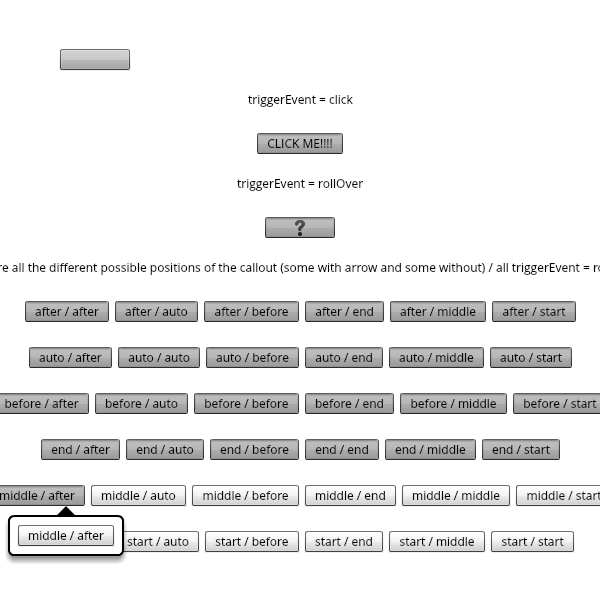 triggerEvent = click
CLICK ME!!!!
triggerEvent = rollOver
?
all the different possible positions of the callout (some with arrow and some without) / all triggerEvent =
after / after after / auto after / before after / end after / middle after / start
auto / after auto / auto auto / before auto / end auto / middle auto / start
before / after before / auto before / before before / end before / middle before / start
end / after end / auto end / before end / end end / middle end / start
middle / after middle / auto middle / before middle / end middle / middle middle / start
middle / after start / auto start / before start / end start / middle start / start